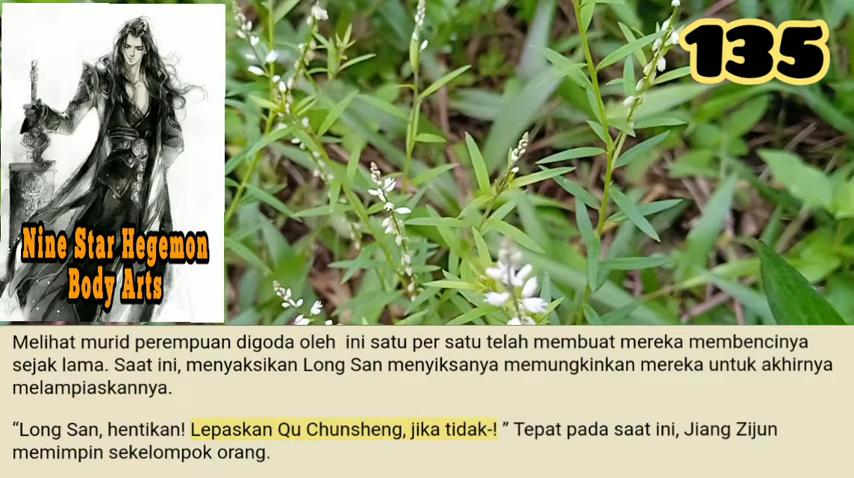 135
Nine Star Hegemon
Body Arts
Melihat murid perempuan digoda oleh ini satu per satu telah membuat mereka membencinya
sejak lama. Saat ini, menyaksikan Long San menyiksanya memungkinkan mereka untuk akhirnya
melampiaskannya.
“Long San, hentikan! Lepaskan Qu Chunsheng, jika tidak-! ” Tepat pada saat ini, Jiang Zijun
memimpin sekelompok orang.